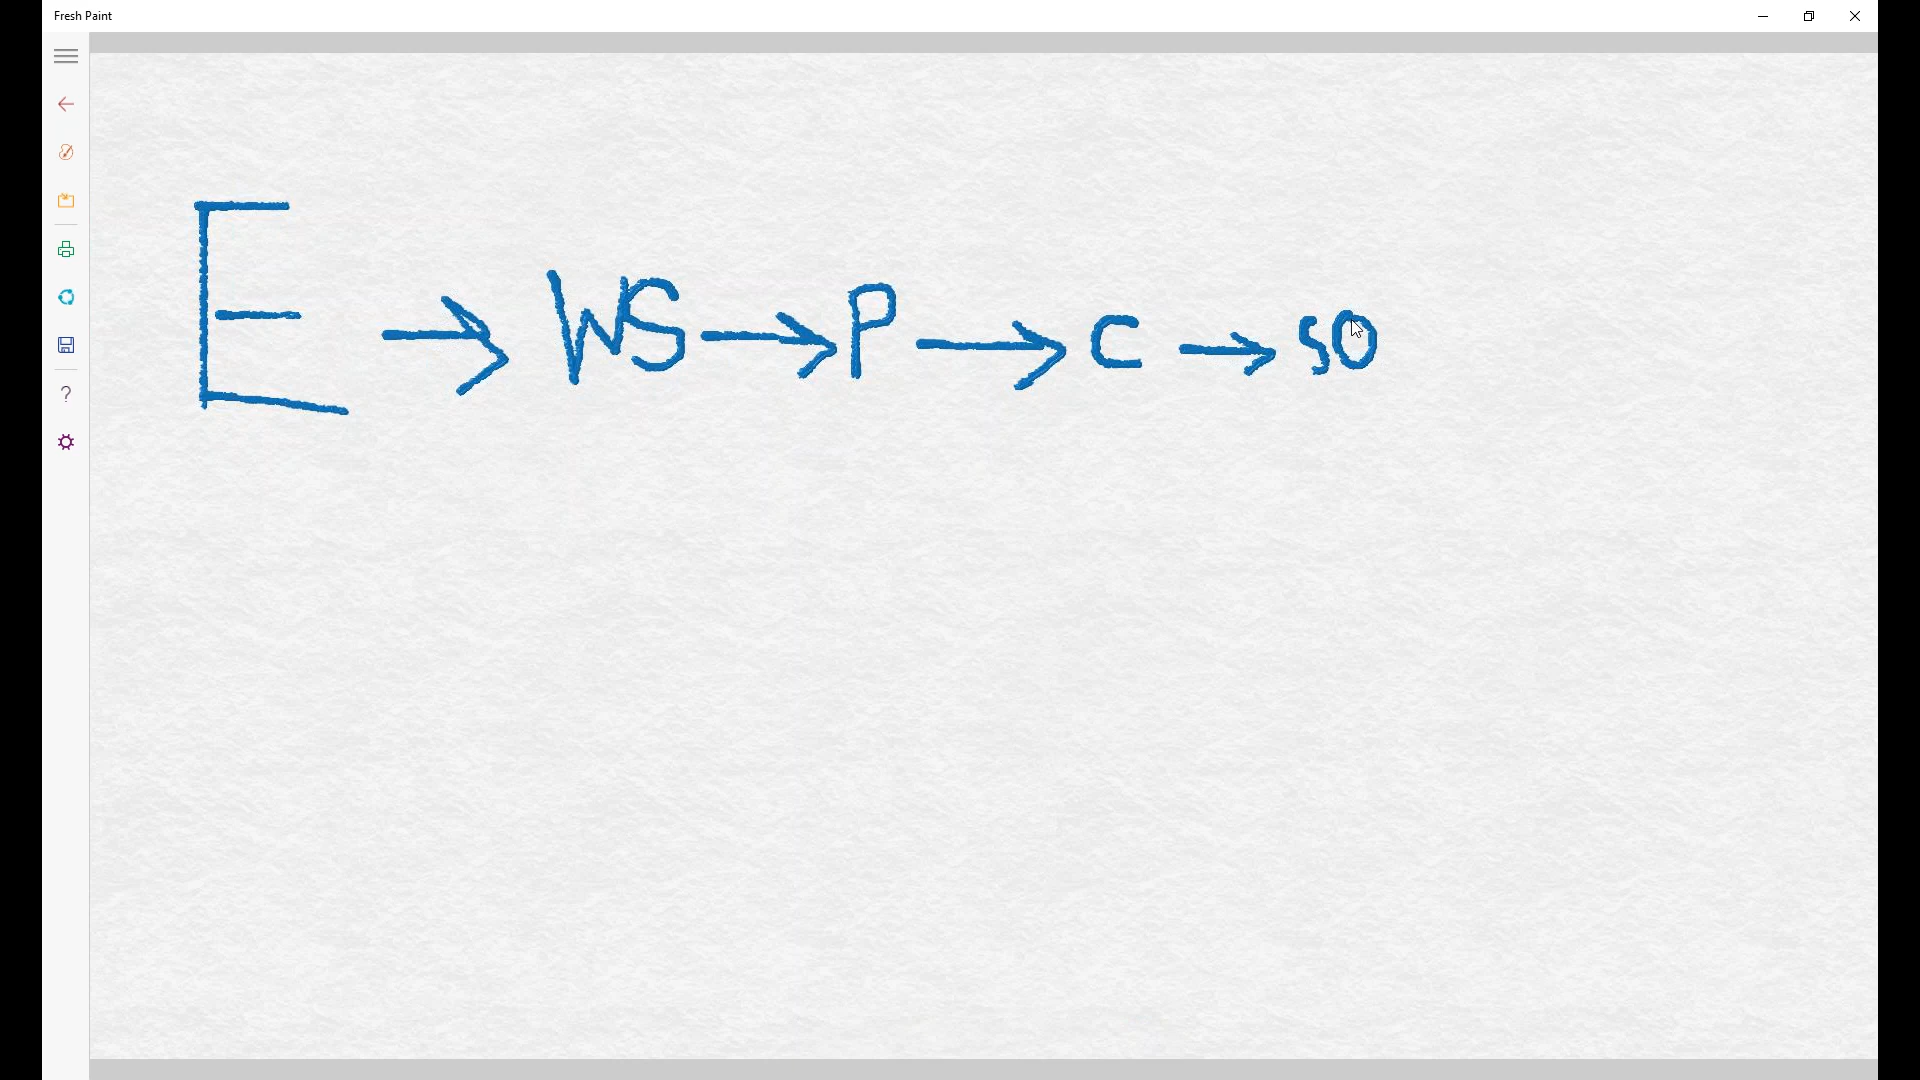 Fresh Paint
E → WS → P → C → SO
?